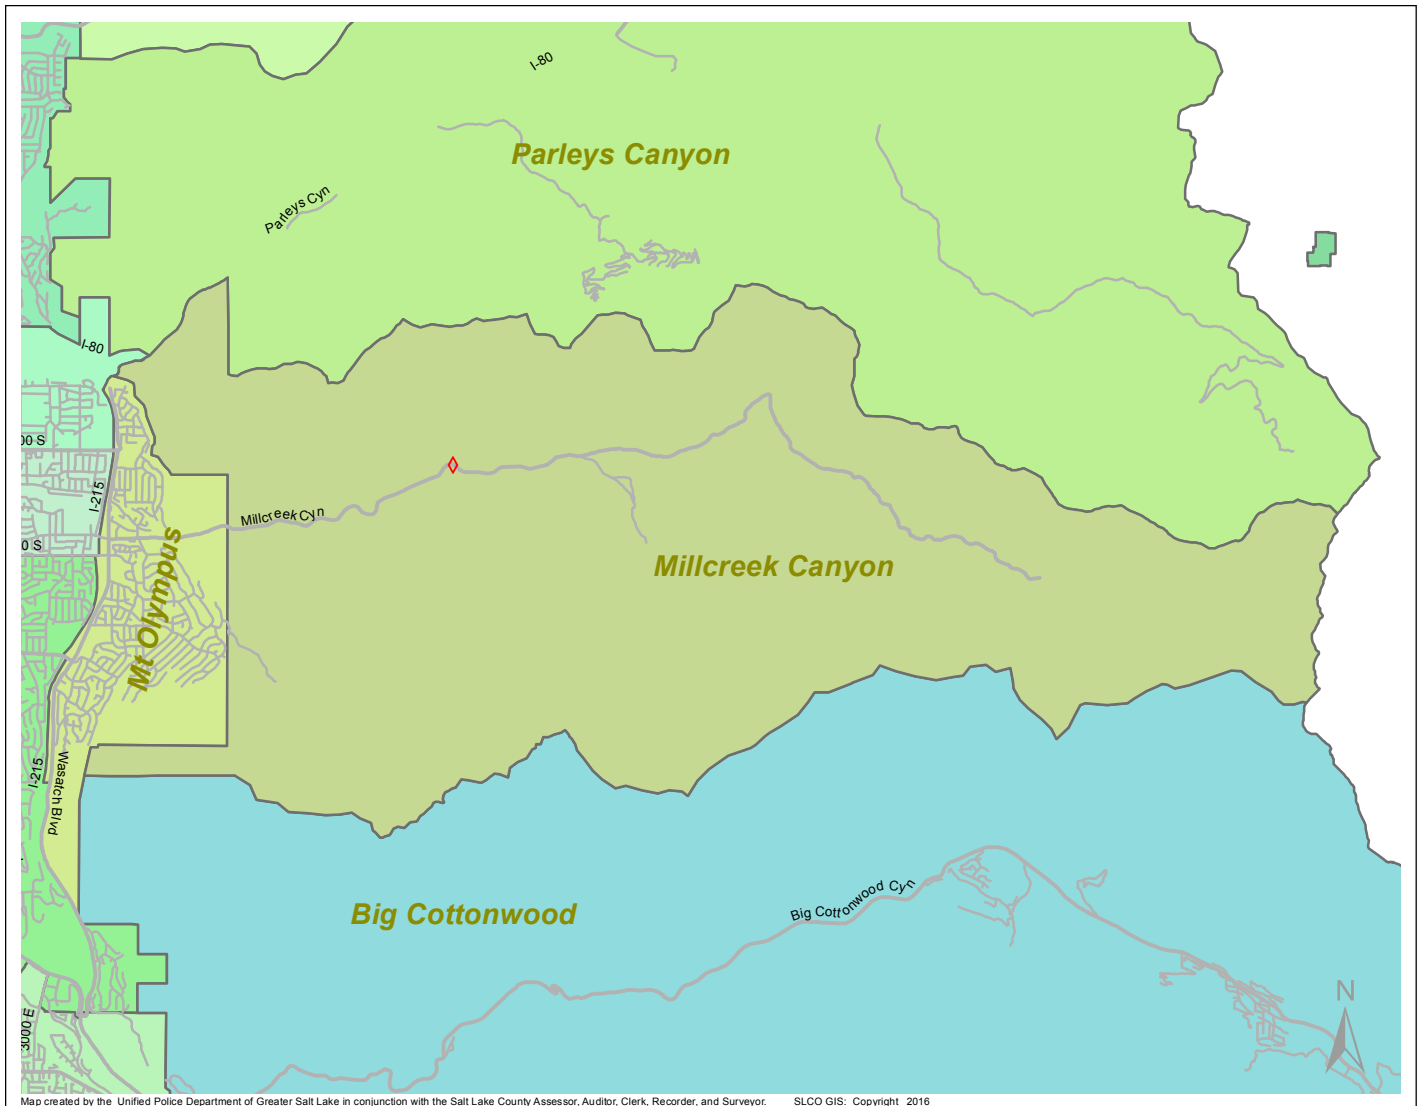 I-80
Parleys Canyon
Parleys Cyn
I-80
00 S
I-215
Millcreek Cyn
0 S
Millcreek Canyon
Mt Olympus
I-215
Wasatch Blvd
Big Cottonwood Cyn
Big Cottonwood
N
3000 E
Map created by the Unified Police Department of Greater Salt Lake in conjunction with the Salt Lake County Assessor, Auditor, Clerk, Recorder, and Surveyor. SLCO GIS: Copyright 2016